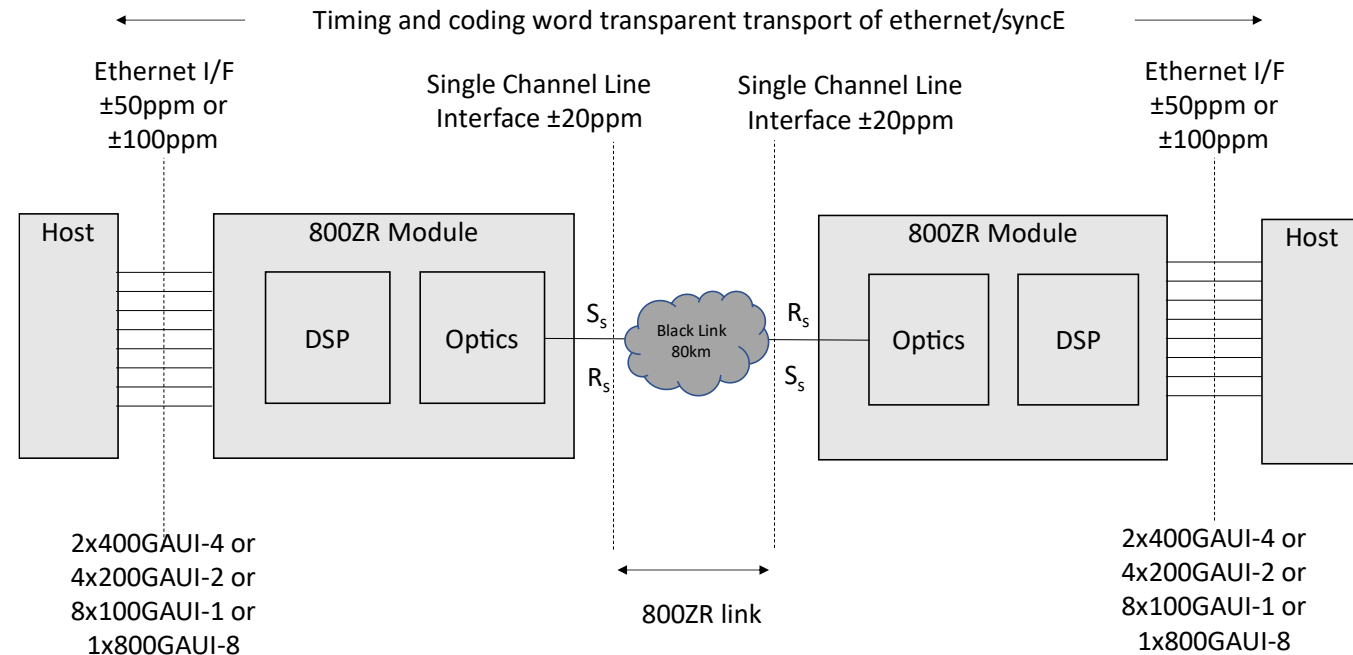 Timing and coding word transparent transport of ethernet/syncE
Ethernet I/F
±50ppm or
±100ppm
Single Channel Line
Interface ±20ppm
Single Channel Line
Interface ±20ppm
Ethernet I/F
±50ppm or
±100ppm
Host
800ZR Module
DSP
Optics
Ss
Rs
Black Link
80km
Rs
Ss
800ZR Module
Optics
DSP
Host
2x400GAUI-4 or
4x200GAUI-2 or
8x100GAUI-1 or
1x800GAUI-8
800ZR link
2x400GAUI-4 or
4x200GAUI-2 or
8x100GAUI-1 or
1x800GAUI-8